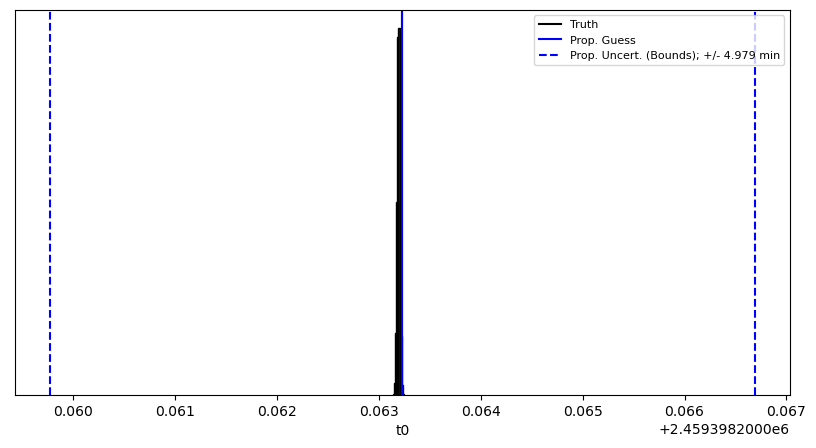 Truth
Prop. Guess
Prop. Uncert. (Bounds); +/- 4.979 min
0.060 0.061 0.062 0.063 0.064 0.065 0.066 0.067
t0
+2.4593982000e6